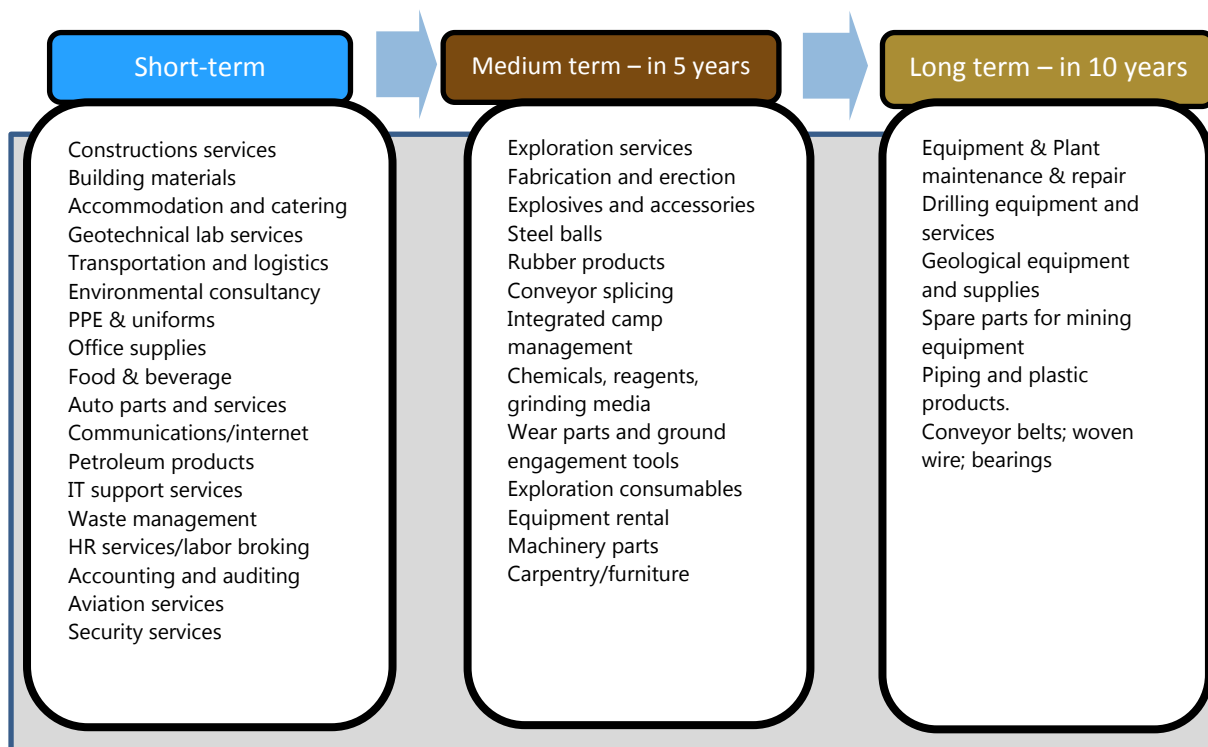 Short-term
Medium term – in 5 years
Long term – in 10 years
Constructions services
Building materials
Accommodation and catering
Geotechnical lab services
Transportation and logistics
Environmental consultancy
PPE & uniforms
Office supplies
Food & beverage
Auto parts and services
Communications/internet
Petroleum products
IT support services
Waste management
HR services/labor broking
Accounting and auditing
Aviation services
Security services
Exploration services
Fabrication and erection
Explosives and accessories
Steel balls
Rubber products
Conveyor splicing
Integrated camp
management
Chemicals, reagents,
grinding media
Wear parts and ground
engagement tools
Exploration consumables
Equipment rental
Machinery parts
Carpentry/furniture
Equipment & Plant
maintenance & repair
Drilling equipment and
services
Geological equipment
and supplies
Spare parts for mining
equipment
Piping and plastic
products.
Conveyor belts; woven
wire; bearings